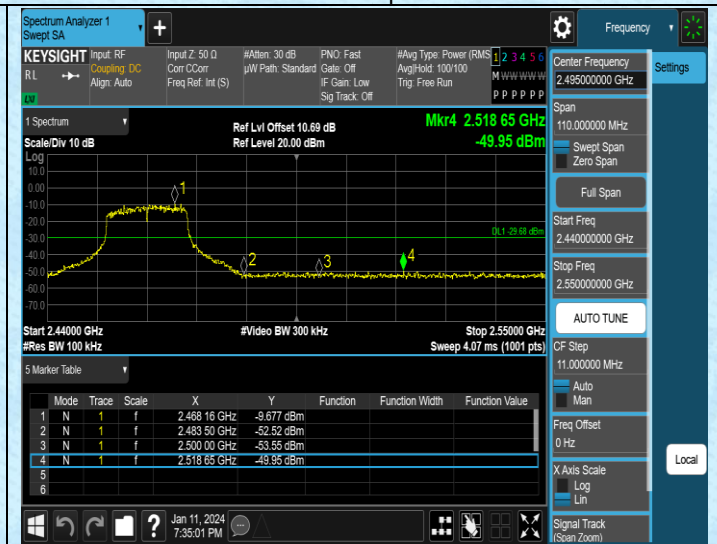 Spectrum Analyzer 1
Swept SA
Frequency
KEYSIGHT
RL
Input: RF
Coupling: DC
Align: Auto
Input Z: 50 Ω
Corr CCorr
Freq Ref: Int (S)
#Atten: 30 dB
µW Path: Standard
PNO: Fast
Gate: Off
IF Gain: Low
Sig Track: Off
#Avg Type: Power (RMS
Avg|Hold: 100/100
Trig: Free Run
1 2 3 4 5 6
M W W W W W
P P P P P P
1 Spectrum
Scale/Div 10 dB
Log
Ref Lvl Offset 10.69 dB
Ref Level 20.00 dBm
Mkr4 2.518 65 GHz
-49.95 dBm
10.0
0.00
-10.0
-20.0
-30.0
-40.0
-50.0
-60.0
-70.0
1
2
3
4
DL1 -29.68 dBm
Start 2.44000 GHz
#Res BW 100 kHz
#Video BW 300 kHz
Stop 2.55000 GHz
Sweep 4.07 ms (1001 pts)
5 Marker Table
Mode Trace Scale X Y Function Function Width Function Value
1 N 1 f 2.468 16 GHz -9.677 dBm
2 N 1 f 2.483 50 GHz -52.52 dBm
3 N 1 f 2.500 00 GHz -53.55 dBm
4 N 1 f 2.518 65 GHz -49.95 dBm
5
6
Jan 11, 2024
7:35:01 PM
Center Frequency
2.495000000 GHz
Span
110.000000 MHz
Swept Span
Zero Span
Full Span
Start Freq
2.440000000 GHz
Stop Freq
2.550000000 GHz
AUTO TUNE
CF Step
11.000000 MHz
Auto
Man
Freq Offset
0 Hz
X Axis Scale
Log
Lin
Signal Track
(Span Zoom)
Settings
Local